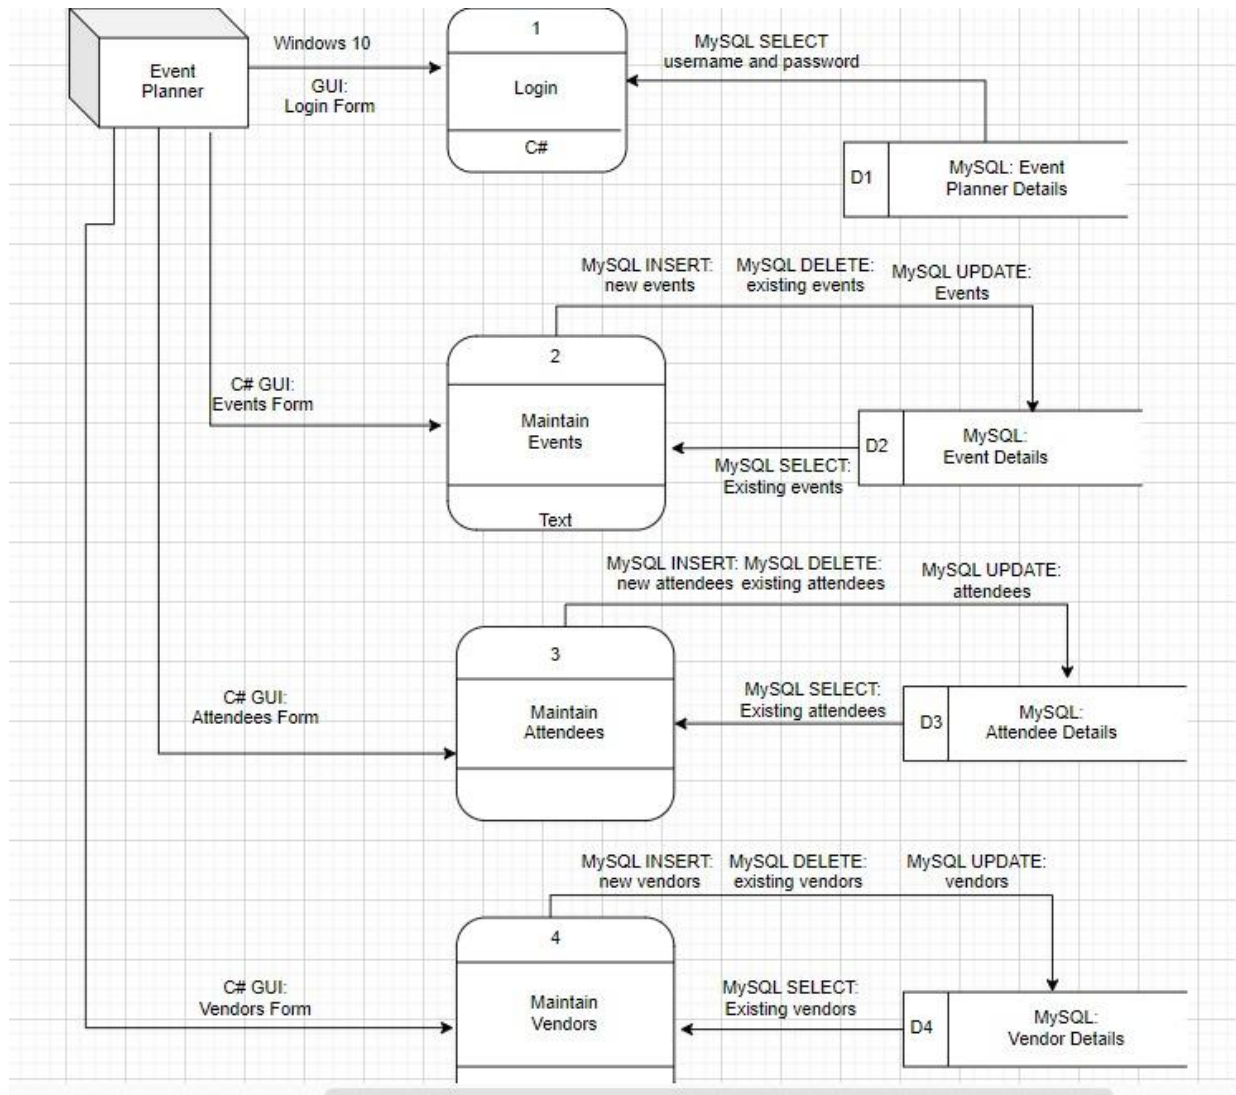 Event
Planner
Windows 10
GUI:
Login Form
1
Login
C#
MySQL SELECT
username and password
D1
MySQL: Event
Planner Details
MySQL INSERT:
new events
MySQL DELETE:
existing events
MySQL UPDATE:
Events
2
Maintain
Events
Text
C# GUI:
Events Form
MySQL SELECT:
Existing events
D2
MySQL:
Event Details
MySQL INSERT:
new attendees
MySQL DELETE:
existing attendees
MySQL UPDATE:
attendees
3
Maintain
Attendees
C# GUI:
Attendees Form
MySQL SELECT:
Existing attendees
D3
MySQL:
Attendee Details
MySQL INSERT:
new vendors
MySQL DELETE:
existing vendors
MySQL UPDATE:
vendors
4
Maintain
Vendors
C# GUI:
Vendors Form
MySQL SELECT:
Existing vendors
D4
MySQL:
Vendor Details